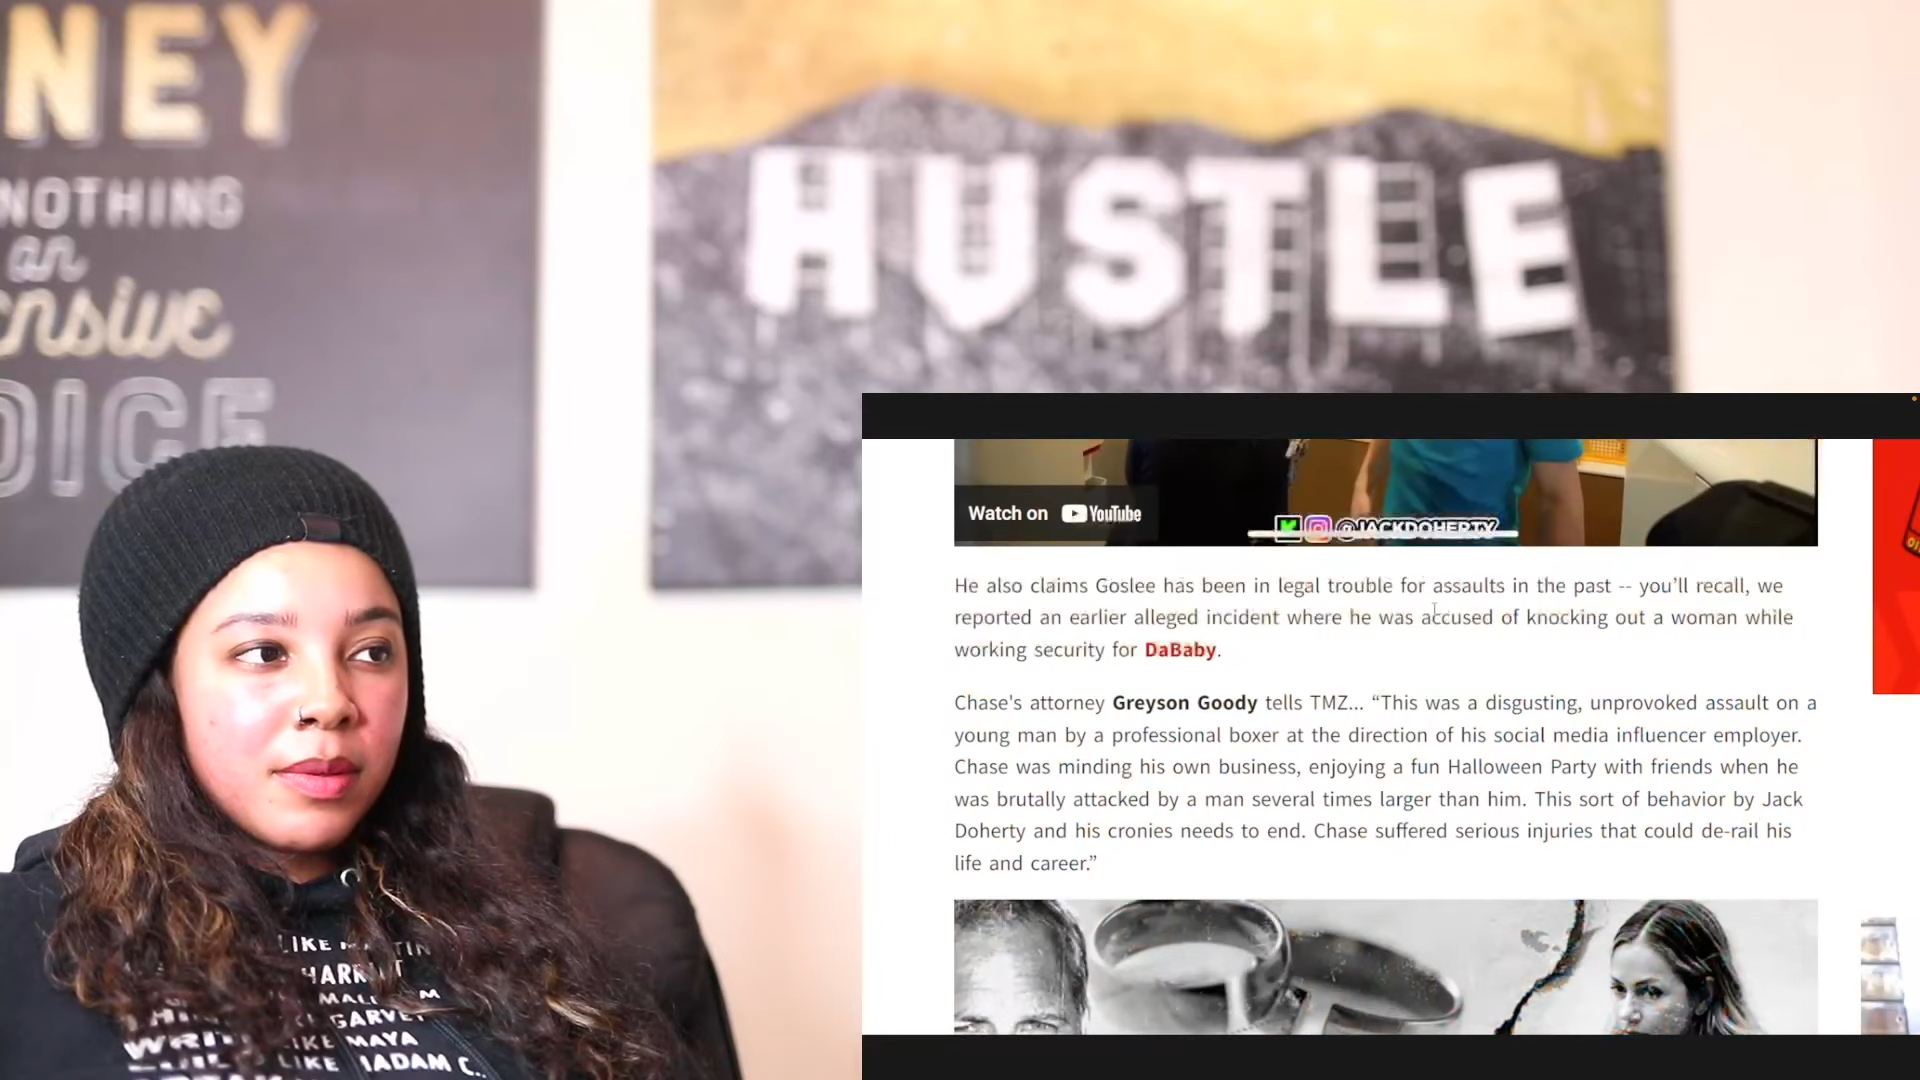 NEY
NOTHING
an
ensive
OICE
HUSTLE
Watch on YouTube
@JACKDOHERTY
He also claims Goslee has been in legal trouble for assaults in the past -- you’ll recall, we
reported an earlier alleged incident where he was accused of knocking out a woman while
working security for DaBaby.
Chase's attorney Greyson Goody tells TMZ... “This was a disgusting, unprovoked assault on a
young man by a professional boxer at the direction of his social media influencer employer.
Chase was minding his own business, enjoying a fun Halloween Party with friends when he
was brutally attacked by a man several times larger than him. This sort of behavior by Jack
Doherty and his cronies needs to end. Chase suffered serious injuries that could de-rail his
life and career.”
LIKE MARTIN
HARRIET
GARVEY
WRITE LIKE MAYA
LIKE MADAM C..